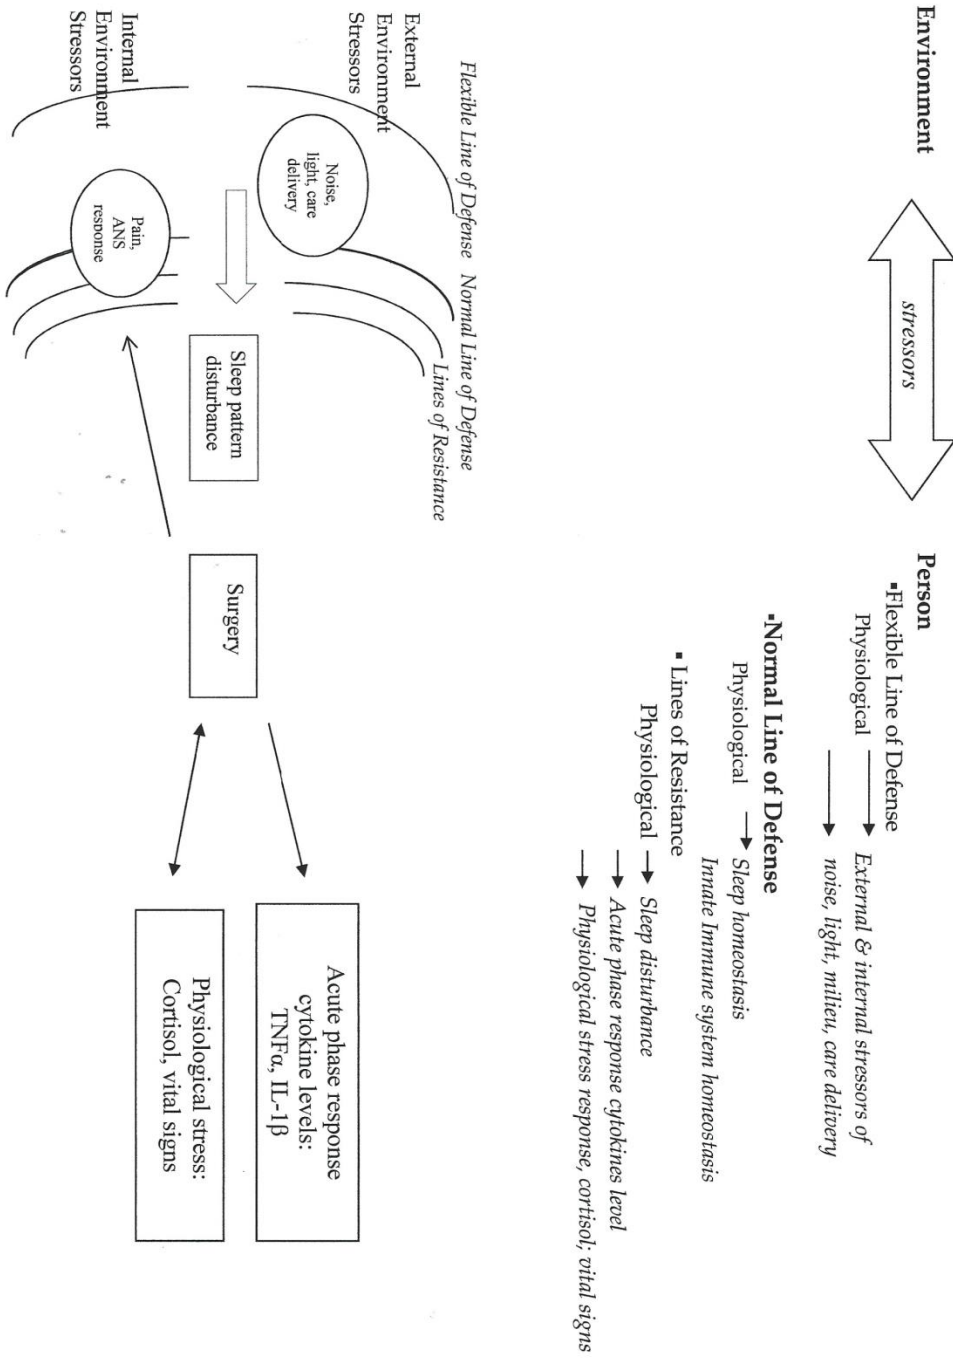 Environment
stressors
Person
▪Flexible Line of Defense
Physiological
External & internal stressors of
noise, light, milieu, care delivery
▪Normal Line of Defense
Physiological
Sleep homeostasis
Innate Immune system homeostasis
▪ Lines of Resistance
Physiological
Sleep disturbance
Acute phase response cytokines level
Physiological stress response, cortisol; vital signs
Flexible Line of Defense
Normal Line of Defense
Lines of Resistance
External
Environment
Stressors
Noise,
light, care
delivery
Sleep pattern
disturbance
Surgery
Acute phase response
cytokine levels:
TNFα, IL-1β
Physiological stress:
Cortisol, vital signs
Pain,
ANS
response
Internal
Environment
Stressors